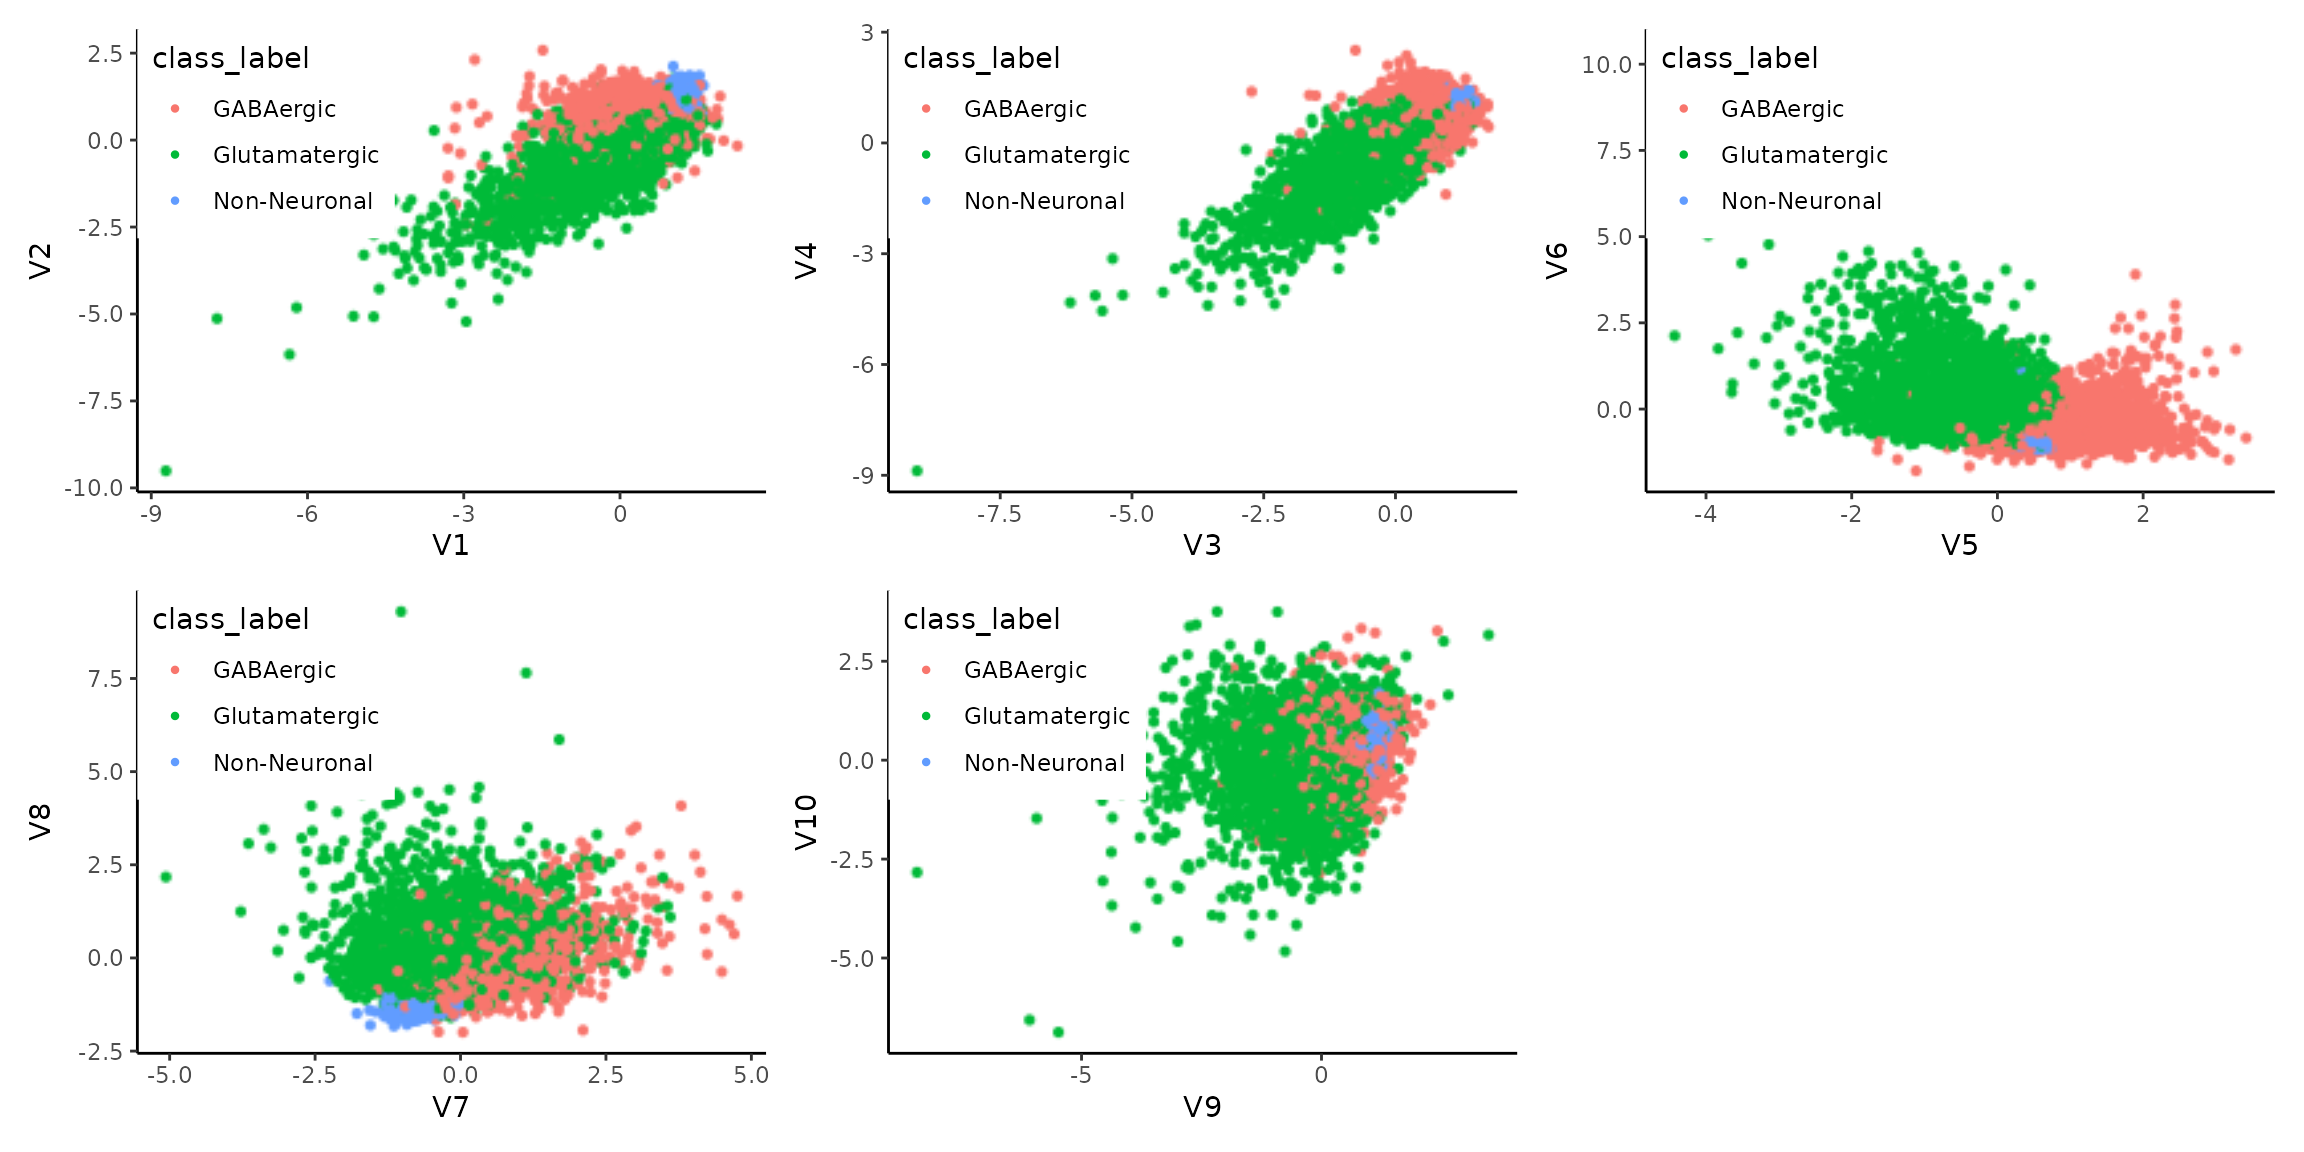 class_label
GABAergic
Glutamatergic
Non-Neuronal
2.5
0.0
-2.5
-5.0
-7.5
-10.0
V2
-9
-6
-3
0
V1
class_label
GABAergic
Glutamatergic
Non-Neuronal
3
0
-3
-6
-9
V4
-7.5
-5.0
-2.5
0.0
V3
class_label
GABAergic
Glutamatergic
Non-Neuronal
10.0
7.5
5.0
2.5
0.0
V6
-4
-2
0
2
V5
class_label
GABAergic
Glutamatergic
Non-Neuronal
7.5
5.0
2.5
0.0
-2.5
V8
-5.0
-2.5
0.0
2.5
5.0
V7
class_label
GABAergic
Glutamatergic
Non-Neuronal
2.5
0.0
-2.5
-5.0
V10
-5
0
V9